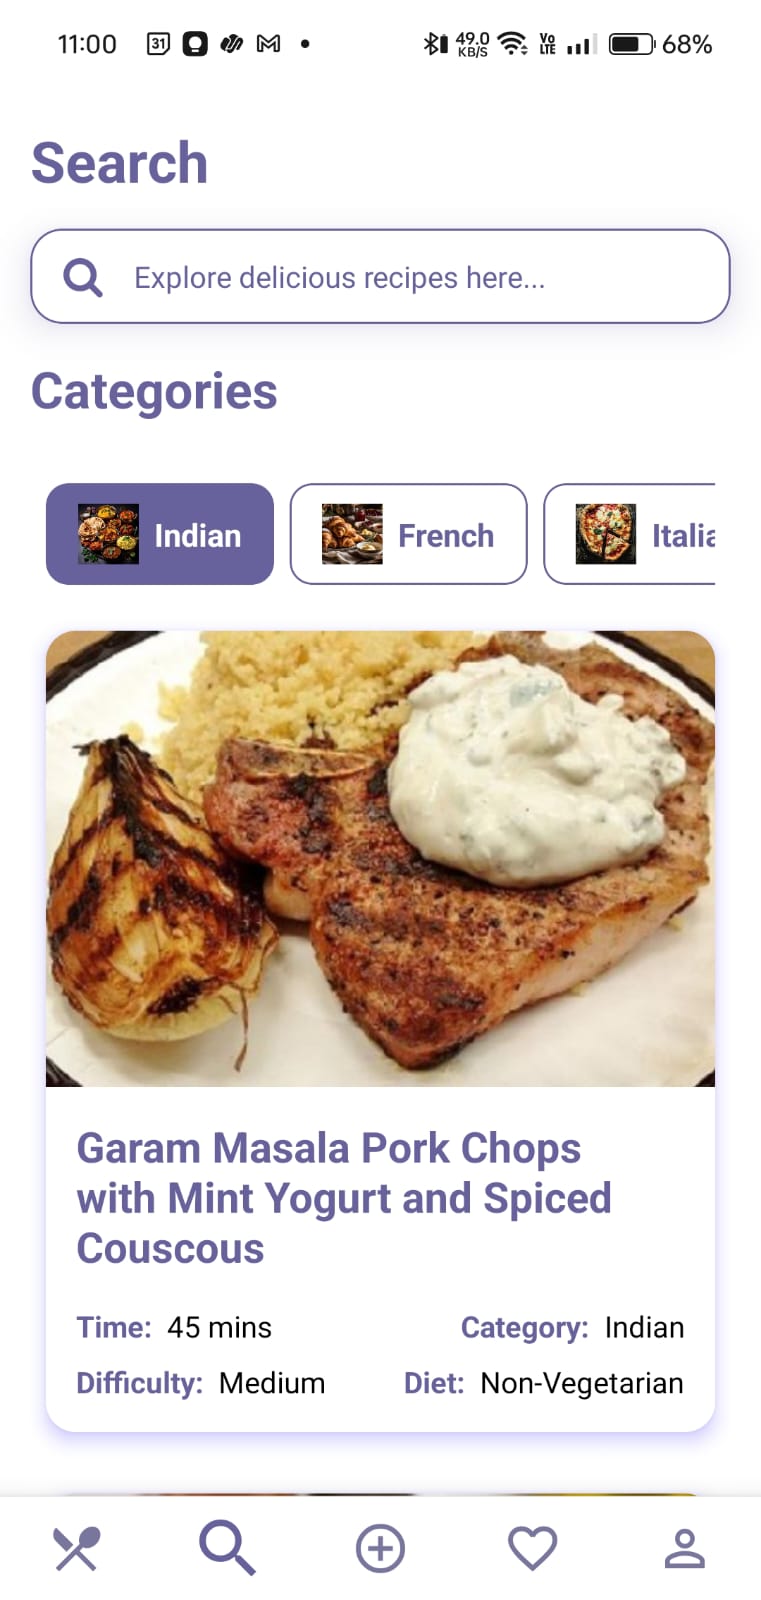 11:00 31 49.0 KB/S Vo LTE 68%
Search
Explore delicious recipes here...
Categories
Indian French Italia
Garam Masala Pork Chops
with Mint Yogurt and Spiced
Couscous
Time: 45 mins Category: Indian
Difficulty: Medium Diet: Non-Vegetarian